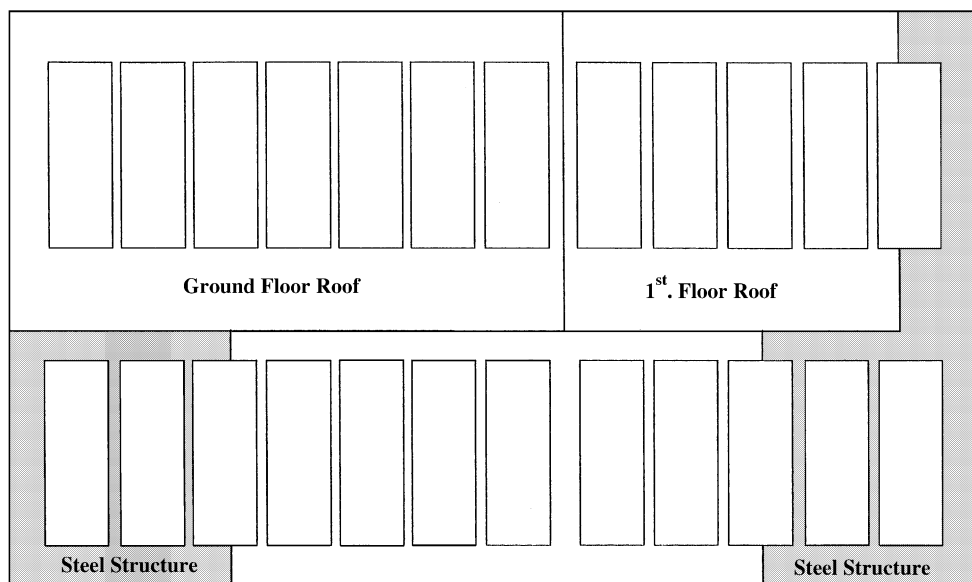 Ground Floor Roof
1st. Floor Roof
Steel Structure
Steel Structure